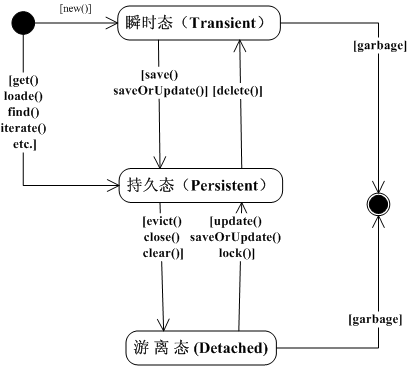 [new()]
瞬时态（Transient）
[garbage]
[get()
loade()
find()
iterate()
etc.]
[save()
saveOrUpdate()]
[delete()]
持久态（Persistent）
[evict()
close()
clear()]
[update()
saveOrUpdate()
lock()]
[garbage]
游 离 态 (Detached)